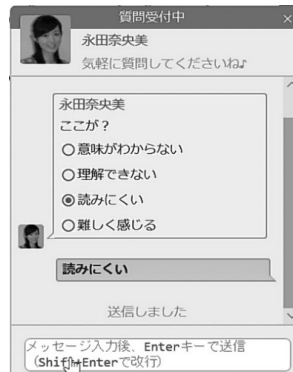 質問受付中
×
永田奈央美
気軽に質問してくださいね♪
永田奈央美
ここが？
意味がわからない
理解できない
読みにくい
難しく感じる
読みにくい
送信しました
メッセージ入力後、Enterキーで送信
(Shift+Enterで改行)